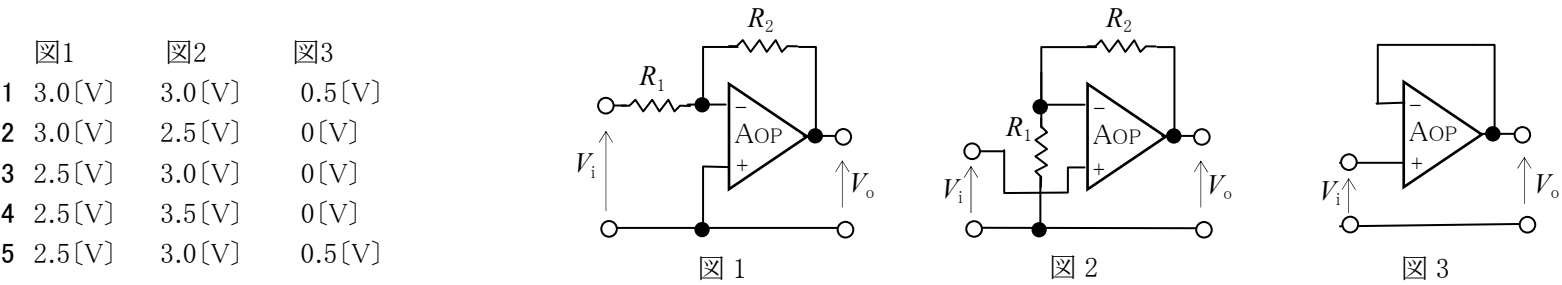 図1 図2 図3
1 3.0〔V〕 3.0〔V〕 0.5〔V〕
2 3.0〔V〕 2.5〔V〕 0〔V〕
3 2.5〔V〕 3.0〔V〕 0〔V〕
4 2.5〔V〕 3.5〔V〕 0〔V〕
5 2.5〔V〕 3.0〔V〕 0.5〔V〕
R2
R1
−
AOP
+
Vi
Vo
図 1
R2
−
R1
AOP
+
Vi
Vo
図 2
−
AOP
+
Vi
Vo
図 3